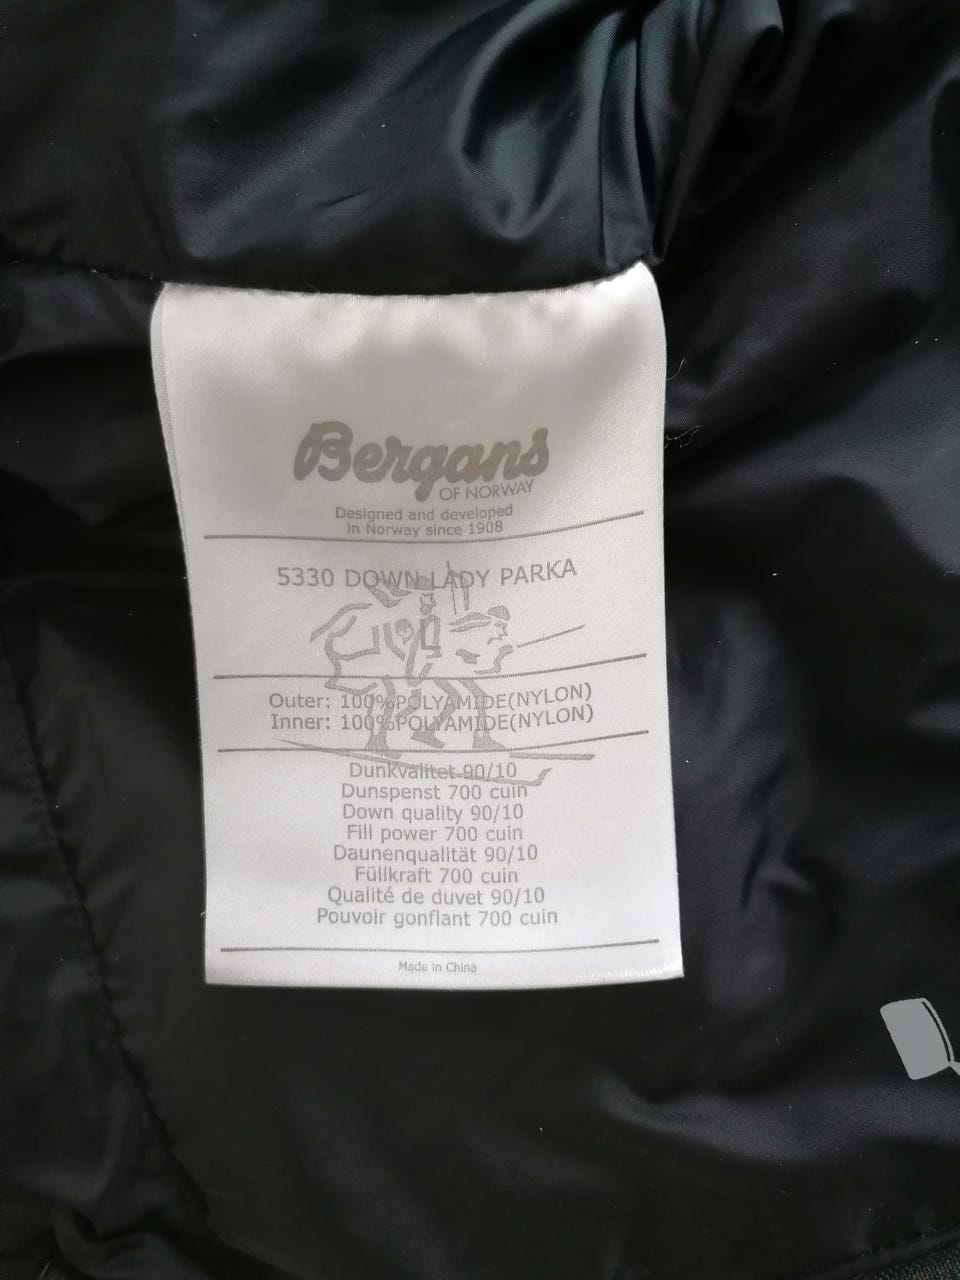 Bergans
OF NORWAY
Designed and developed
in Norway since 1908
5330 DOWN LADY PARKA
Outer: 100%POLYAMIDE(NYLON)
Inner: 100%POLYAMIDE(NYLON)
Dunkvalitet 90/10
Dunspenst 700 cuin
Down quality 90/10
Fill power 700 cuin
Daunenqualität 90/10
Füllkraft 700 cuin
Qualité de duvet 90/10
Pouvoir gonflant 700 cuin
Made in China